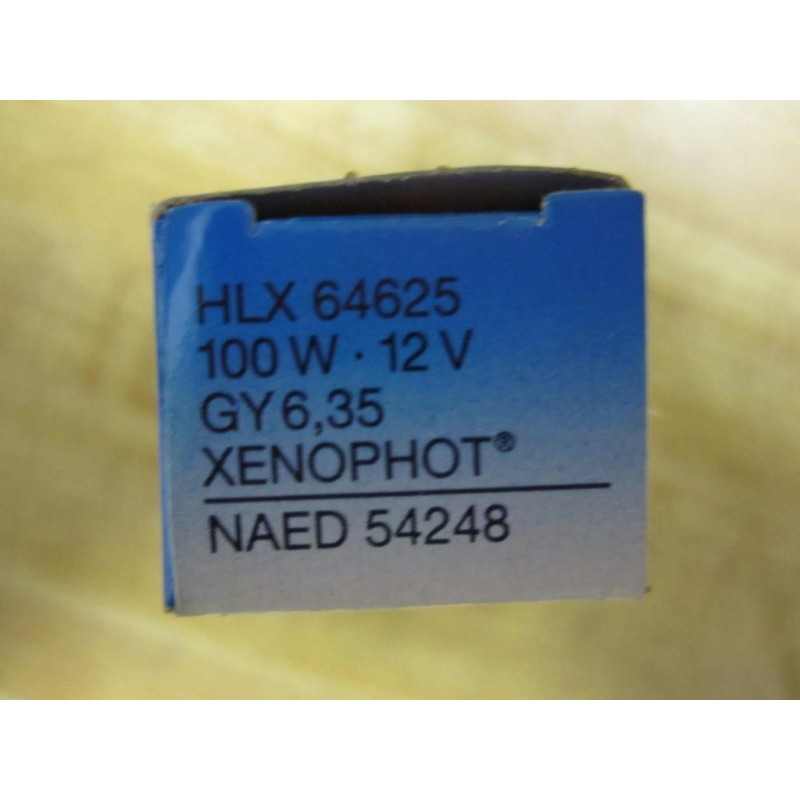 HLX 64625
100 W · 12 V
GY 6,35
XENOPHOT®
NAED 54248